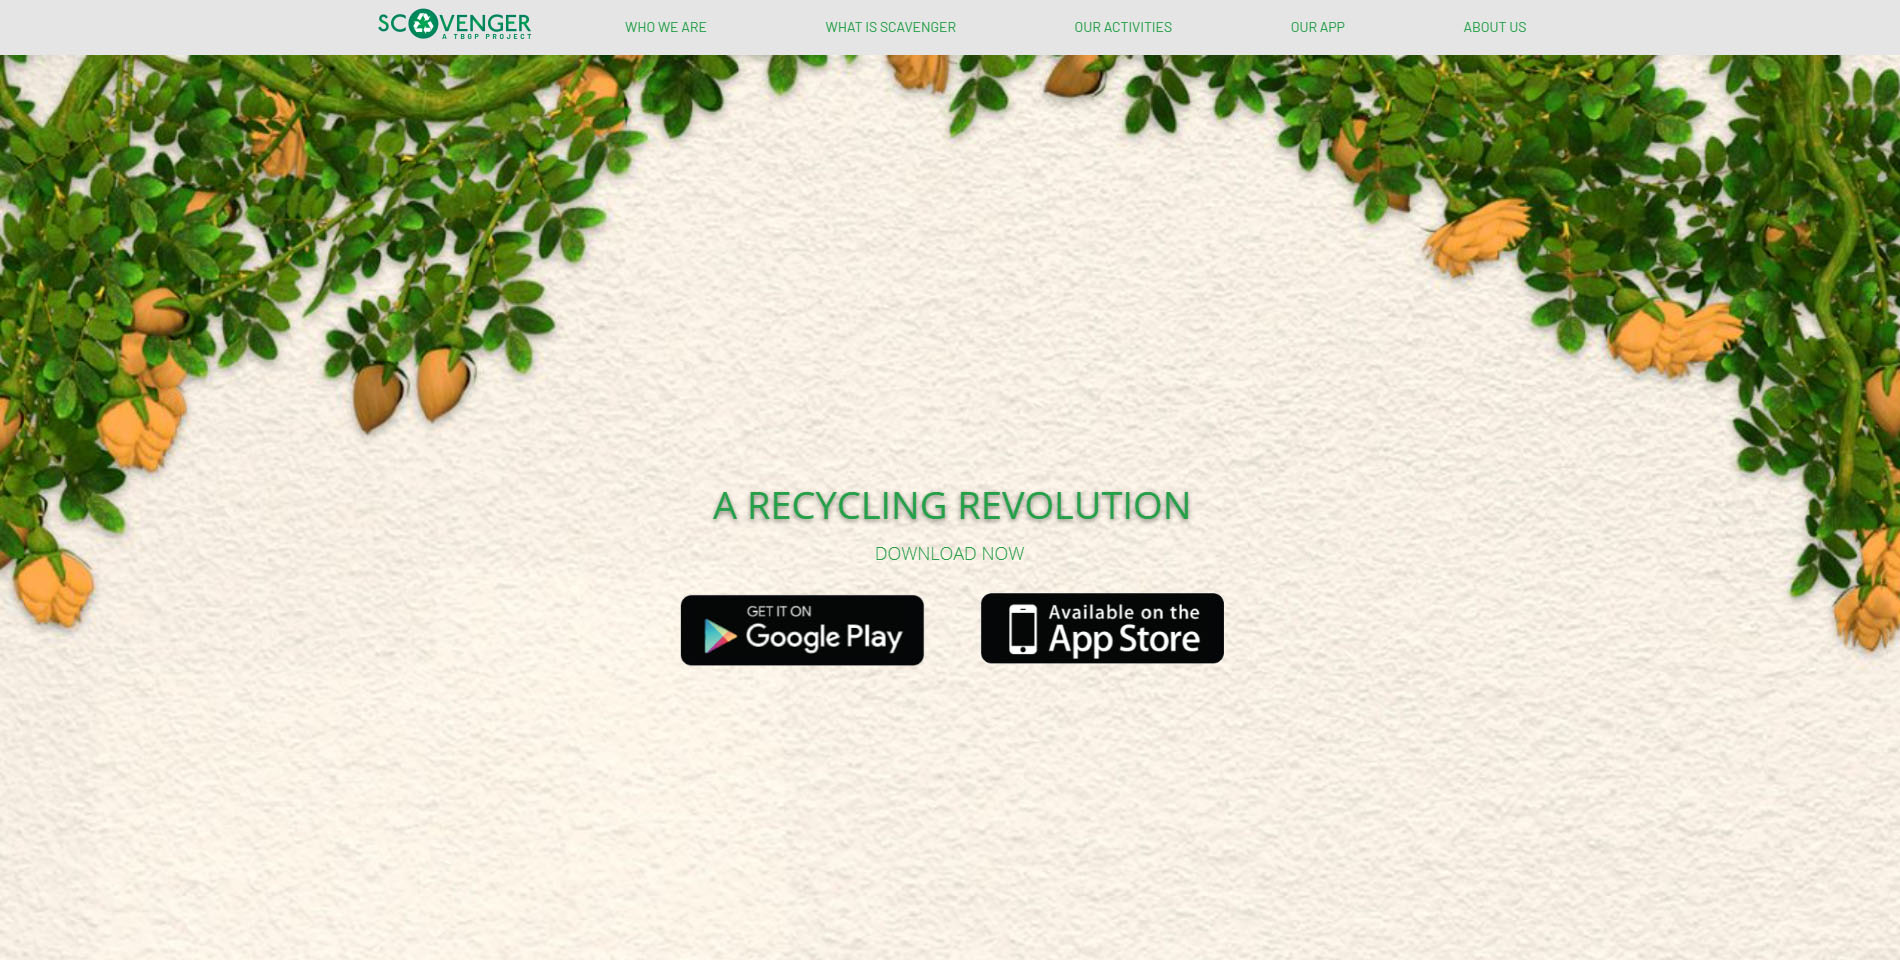 SCAVENGER
A TBGP PROJECT
WHO WE ARE
WHAT IS SCAVENGER
OUR ACTIVITIES
OUR APP
ABOUT US
A RECYCLING REVOLUTION
DOWNLOAD NOW
GET IT ON
Google Play
Available on the
App Store